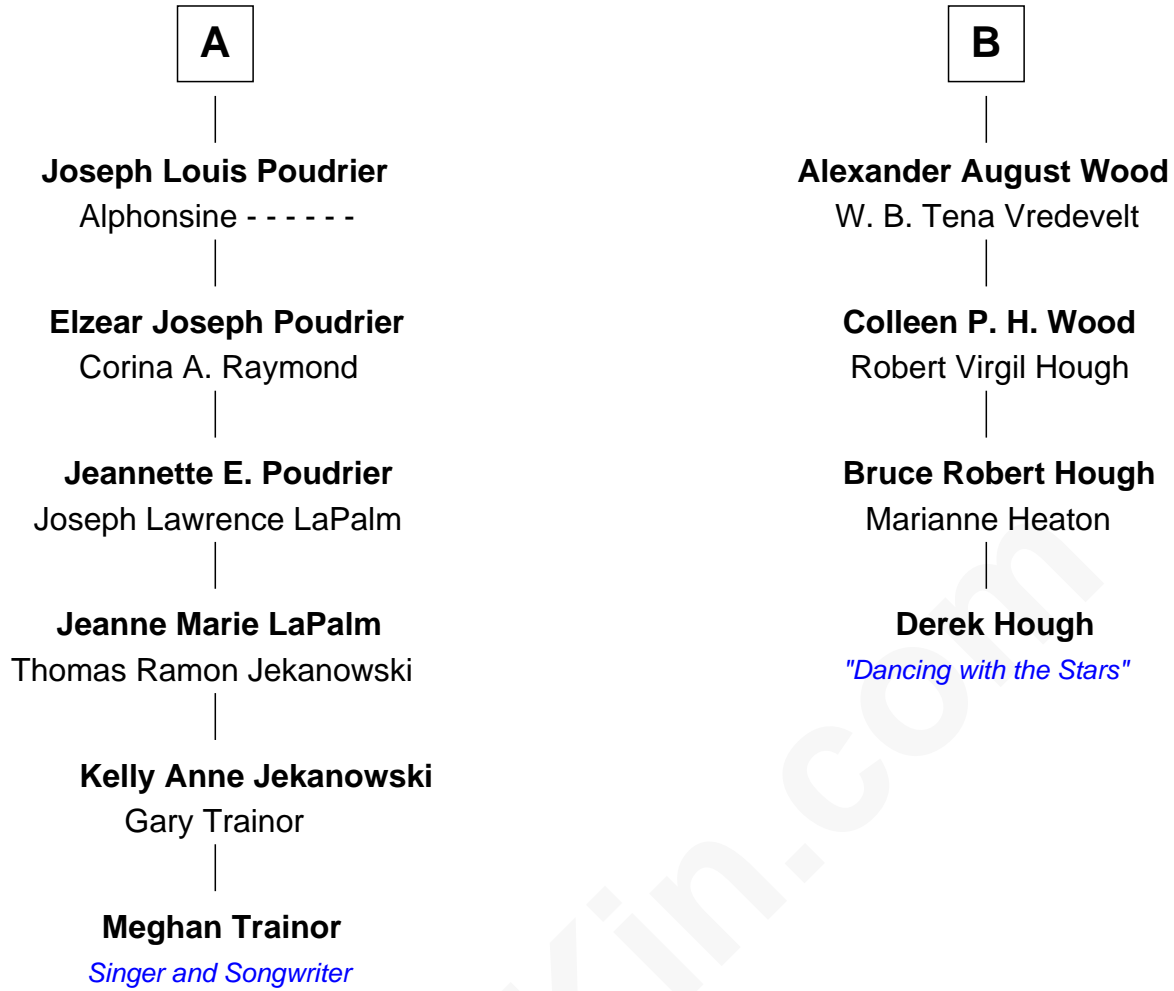 A
Joseph Louis Poudrier
Alphonsine - - - - - -
Elzear Joseph Poudrier
Corina A. Raymond
Jeannette E. Poudrier
Joseph Lawrence LaPalm
Jeanne Marie LaPalm
Thomas Ramon Jekanowski
Kelly Anne Jekanowski
Gary Trainor
Meghan Trainor
Singer and Songwriter
B
Alexander August Wood
W. B. Tena Vredevelt
Colleen P. H. Wood
Robert Virgil Hough
Bruce Robert Hough
Marianne Heaton
Derek Hough
"Dancing with the Stars"
Kin.com